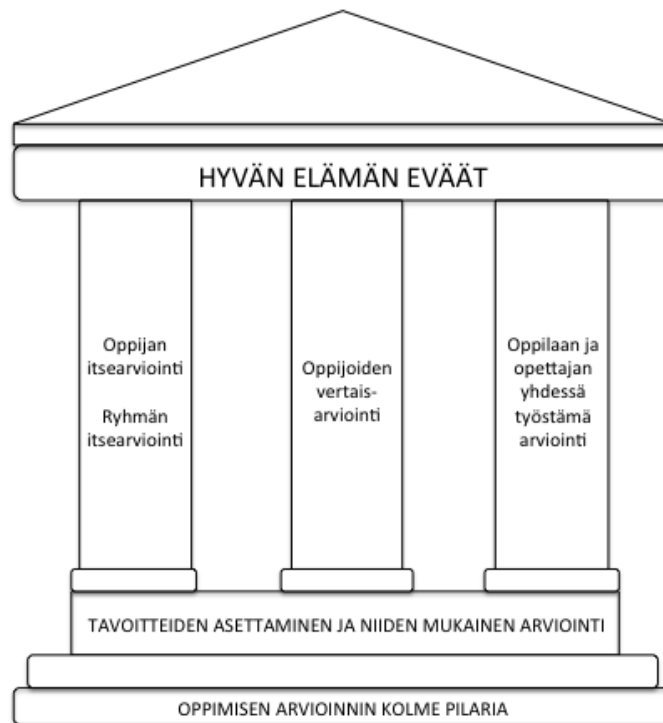 HYVÄN ELÄMÄN EVÄÄT
Oppijan
itsearviointi
Ryhmän
itsearviointi
Oppijoiden
vertais-
arviointi
Oppilaan ja
opettajan
yhdessä
työstämä
arviointi
TAVOITTEIDEN ASETTAMINEN JA NIIDEN MUKAINEN ARVIOINTI
OPPIMISEN ARVIOINNIN KOLME PILARIA